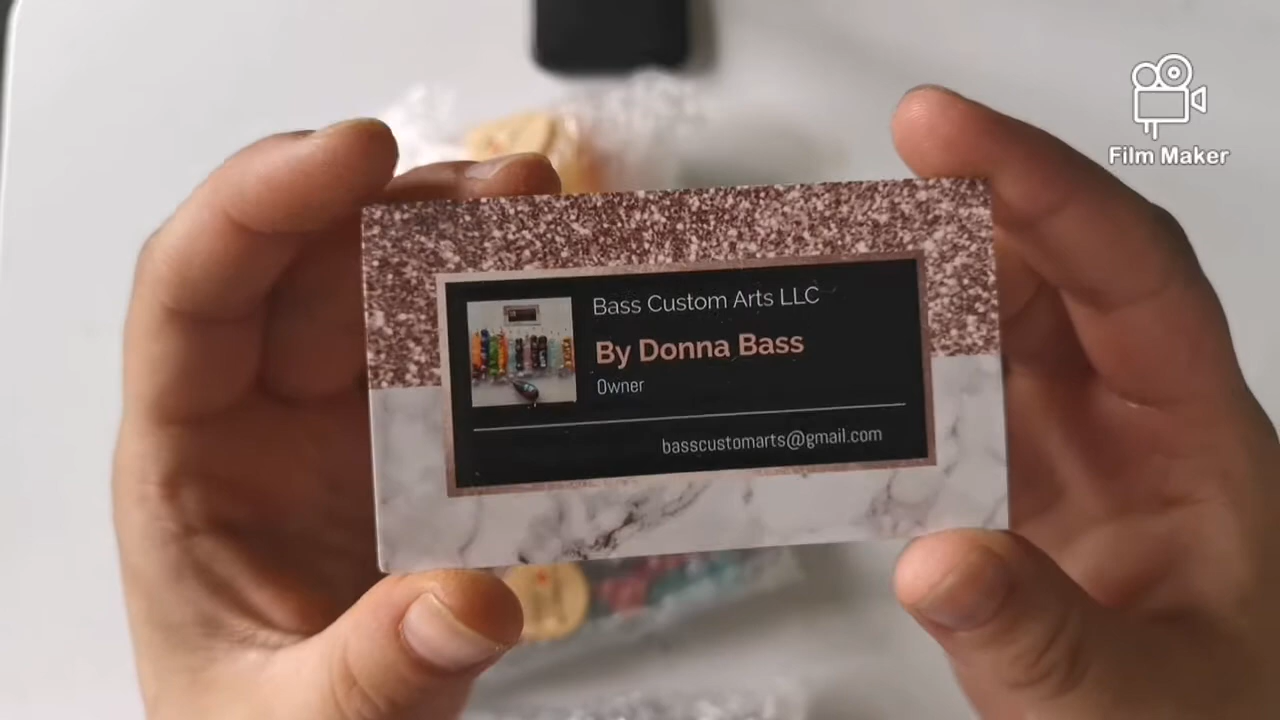 Film Maker
Bass Custom Arts LLC
By Donna Bass
Owner
basscustomarts@gmail.com